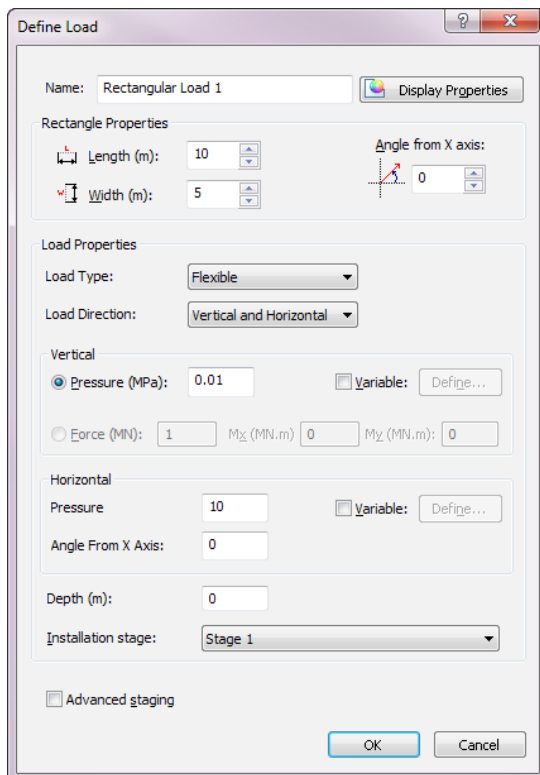 Define Load
Name: Rectangular Load 1 Display Properties
Rectangle Properties
Length (m): 10
Angle from X axis:
0
w Width (m): 5
Load Properties
Load Type: Flexible
Load Direction: Vertical and Horizontal
Vertical
Pressure (MPa): 0.01 Variable: Define...
Force (MN): 1 Mx (MN.m) 0 My (MN.m): 0
Horizontal
Pressure 10 Variable: Define...
Angle From X Axis: 0
Depth (m): 0
Installation stage: Stage 1
Advanced staging
OK Cancel